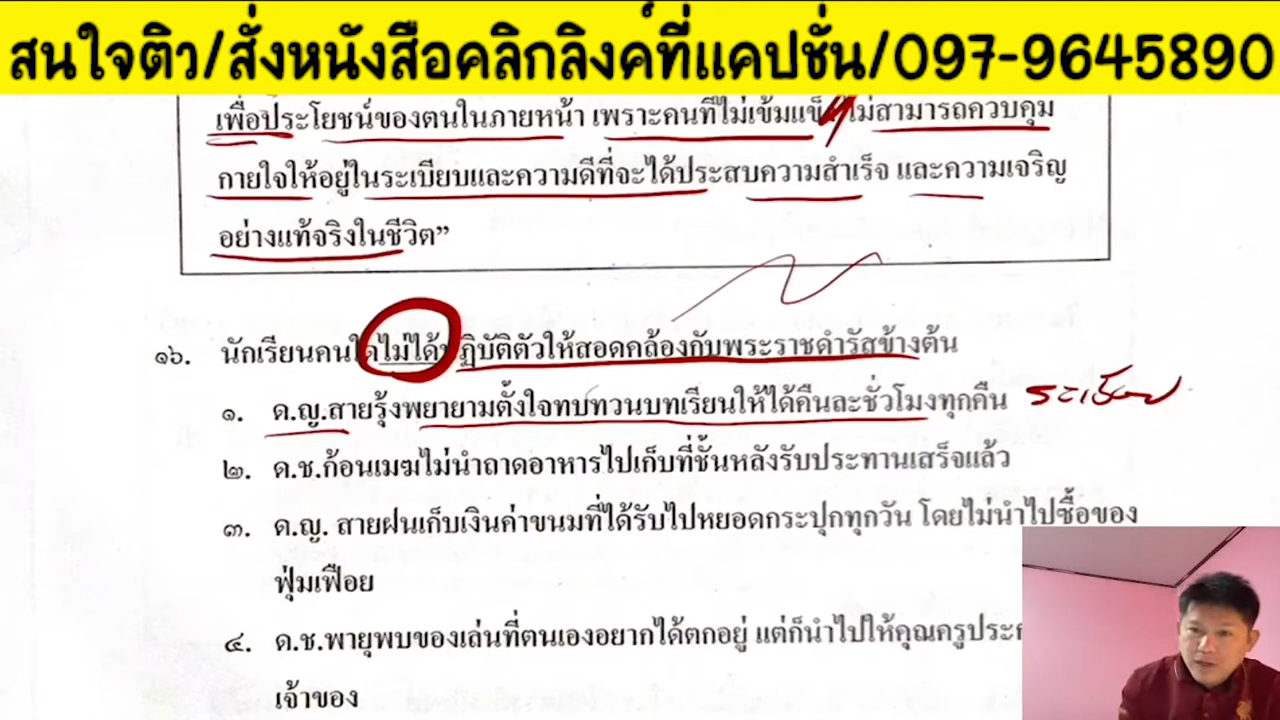 สนใจติว/สั่งหนังสือคลิกลิงค์ที่แคปชั่น/097-9645890
เพื่อประโยชน์ของตนในภายหน้า เพราะคนที่ไม่เข้มแข็ง ไม่สามารถควบคุม
กายใจให้อยู่ในระเบียบและความดีที่จะได้ประสบความสำเร็จ และความเจริญ
อย่างแท้จริงในชีวิต”
๑๖. นักเรียนคนใดไม่ได้ปฏิบัติตัวให้สอดคล้องกับพระราชดำรัสข้างต้น
๑. ด.ญ.สายรุ้งพยายามตั้งใจทบทวนบทเรียนให้ได้คืนละชั่วโมงทุกคืน ระเบียบ
๒. ด.ช.ก้อนเมฆไม่นำถาดอาหารไปเก็บที่ชั้นหลังรับประทานเสร็จแล้ว
๓. ด.ญ. สายฝนเก็บเงินค่าขนมที่ได้รับไปหยอดกระปุกทุกวัน โดยไม่นำไปซื้อของ
ฟุ่มเฟือย
๔. ด.ช.พายุพบของเล่นที่ตนเองอยากได้ตกอยู่ แต่ก็นำไปให้คุณครูประก
เจ้าของ